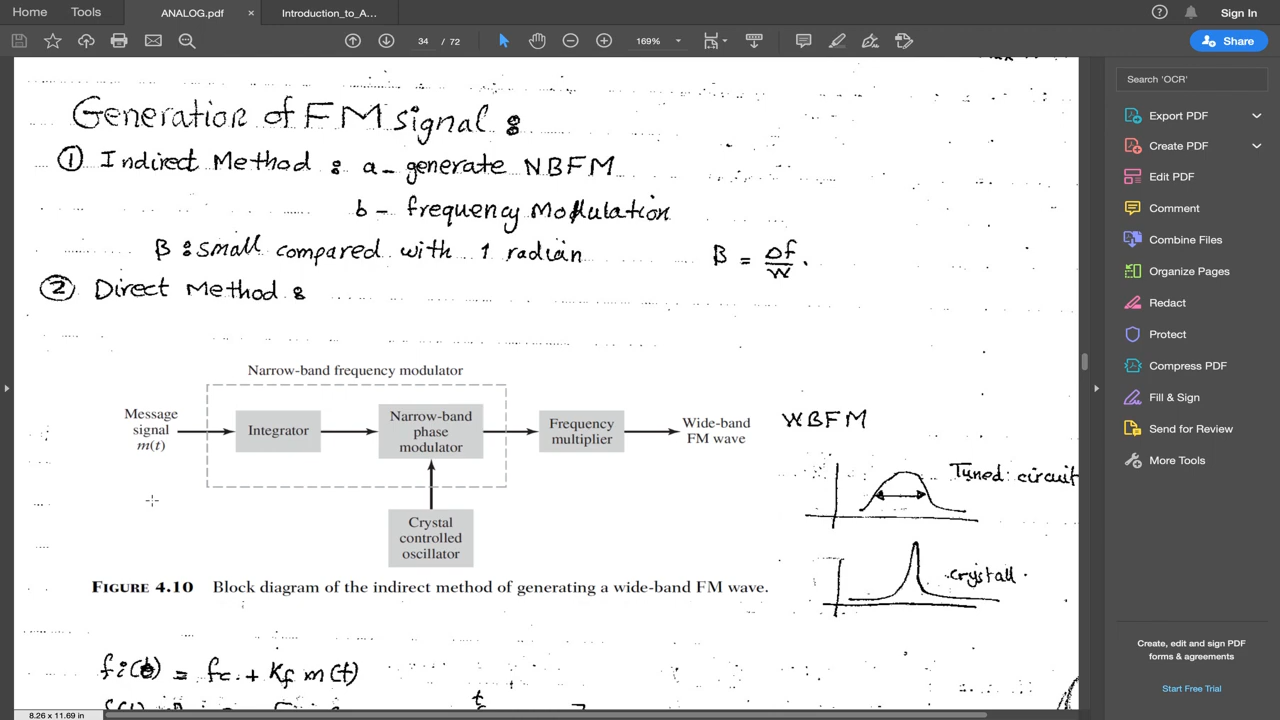 Home Tools ANALOG.pdf × Introduction_to_A... Sign In
34 / 72 169% Share
Generation of FM signal :
① Indirect Method : a - generate NBFM
b - frequency Modulation
β : small compared with 1 radian β = Δf/W .
② Direct Method :
Narrow-band frequency modulator
Message signal m(t)
Integrator
Narrow-band phase modulator
Frequency multiplier
Wide-band FM wave
WBFM
Tuned circuit
Crystal controlled oscillator
crystall
FIGURE 4.10 Block diagram of the indirect method of generating a wide-band FM wave.
fi(t) = fc + Kf m(t)
8.26 x 11.69 in
Search 'OCR'
Export PDF
Create PDF
Edit PDF
Comment
Combine Files
Organize Pages
Redact
Protect
Compress PDF
Fill & Sign
Send for Review
More Tools
Create, edit and sign PDF
forms & agreements
Start Free Trial